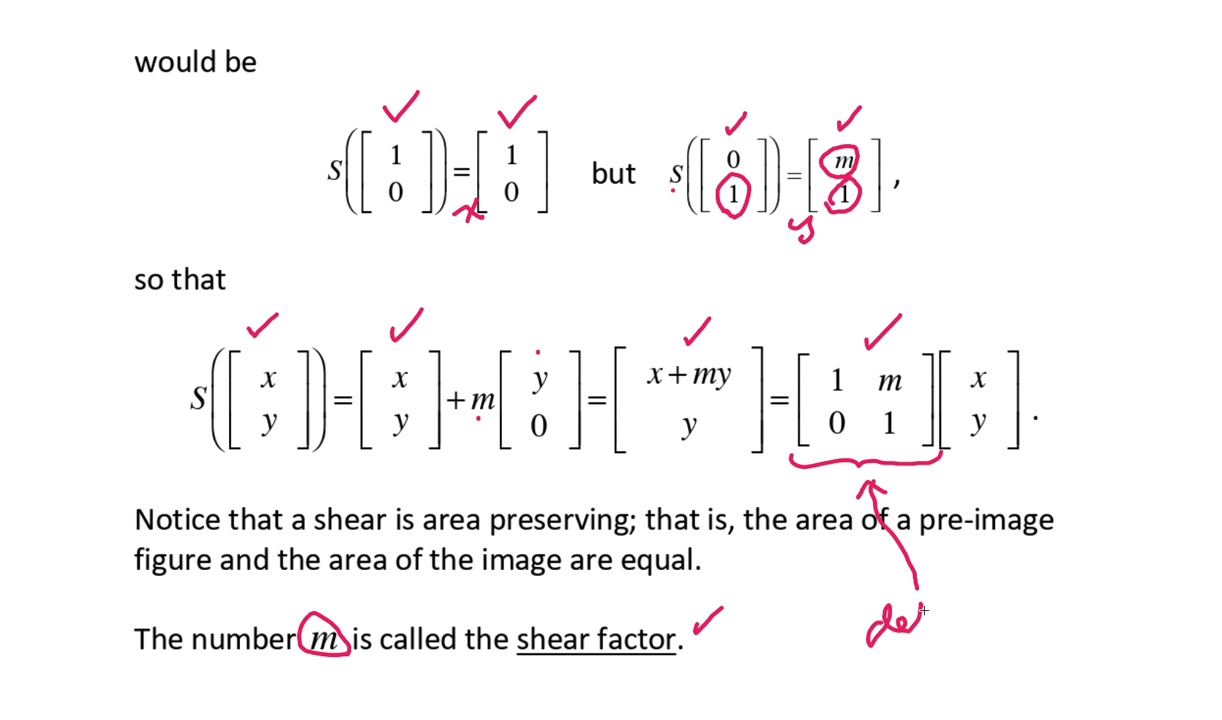 would be
S([1 0]) = [1 0] but S([0 1]) = [m 1],
x y
so that
S([x y]) = [x y] + m[y 0] = [x+my y] = [1 m 0 1][x y].
Notice that a shear is area preserving; that is, the area of a pre-image
figure and the area of the image are equal.
The number m is called the shear factor.